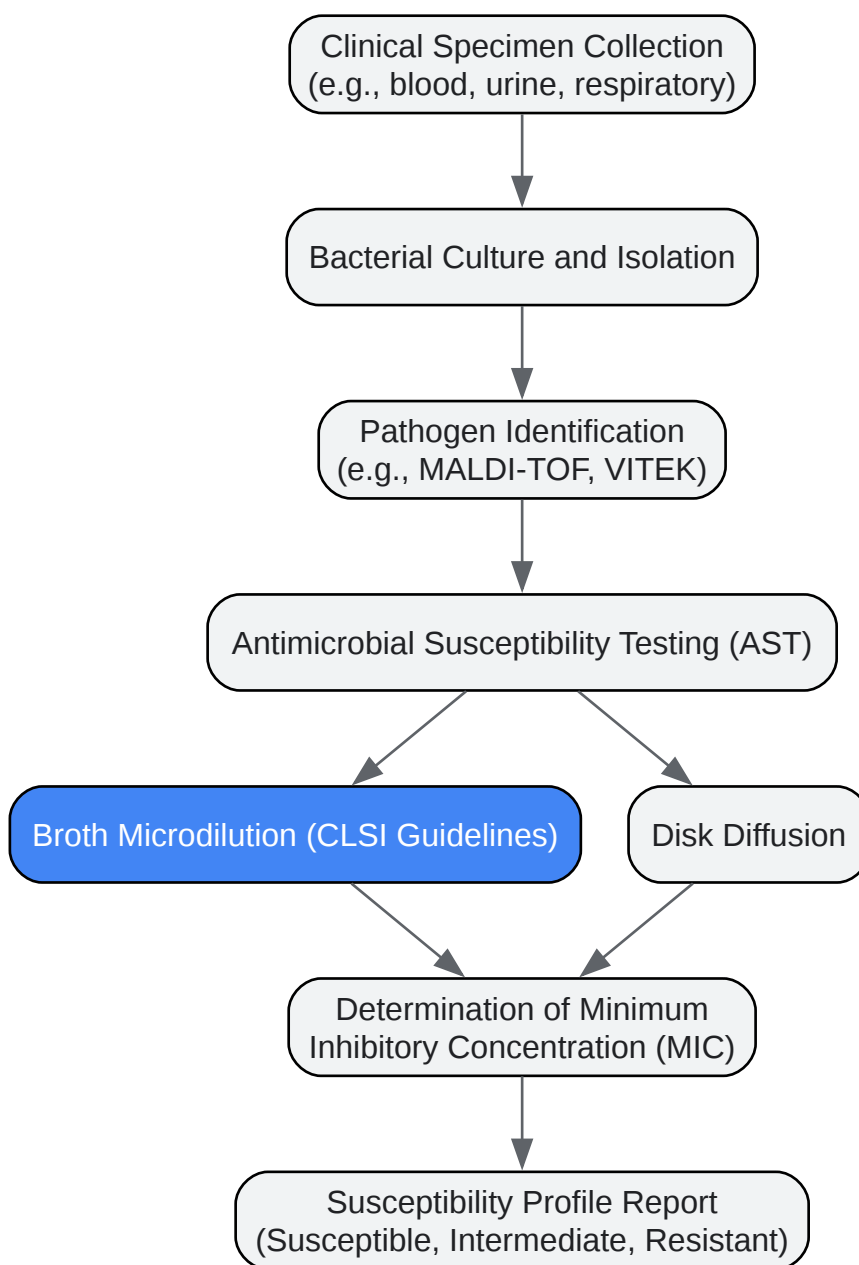 Clinical Specimen Collection
(e.g., blood, urine, respiratory)
Bacterial Culture and Isolation
Pathogen Identification
(e.g., MALDI-TOF, VITEK)
Antimicrobial Susceptibility Testing (AST)
Broth Microdilution (CLSI Guidelines)
Disk Diffusion
Determination of Minimum
Inhibitory Concentration (MIC)
Susceptibility Profile Report
(Susceptible, Intermediate, Resistant)